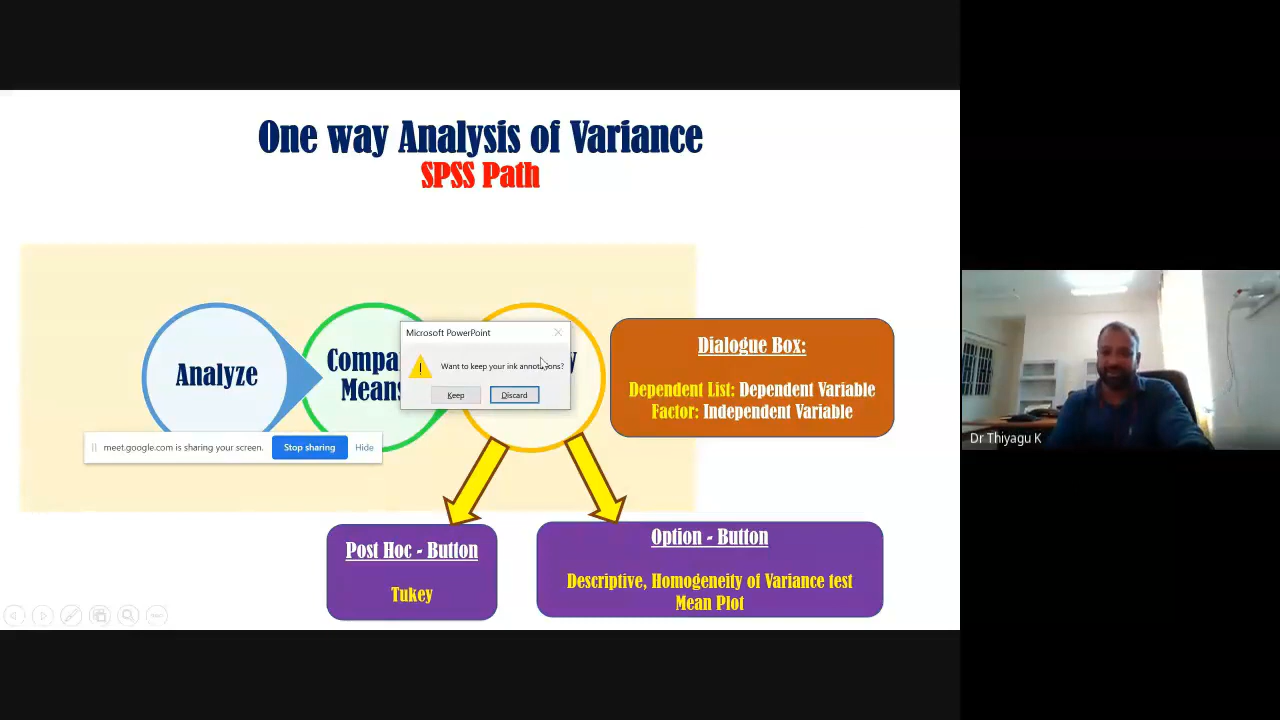 One way Analysis of Variance
SPSS Path
Analyze
Means
Microsoft PowerPoint
Want to keep your ink annotations?
Keep
Discard
meet.google.com is sharing your screen.
Stop sharing
Hide
Dialogue Box:
Dependent List: Dependent Variable
Factor: Independent Variable
Post Hoc - Button
Tukey
Option - Button
Descriptive, Homogeneity of Variance test
Mean Plot
Dr Thiyagu K